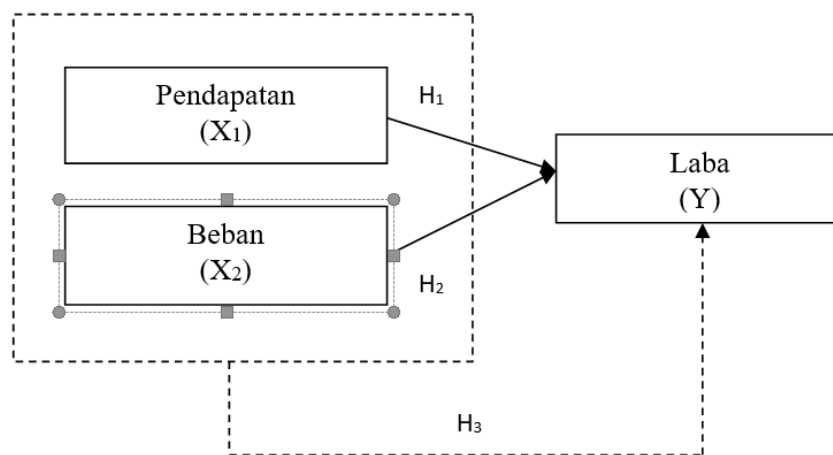 Pendapatan
(X₁)
H₁
Laba
(Y)
Beban
(X₂)
H₂
H₃